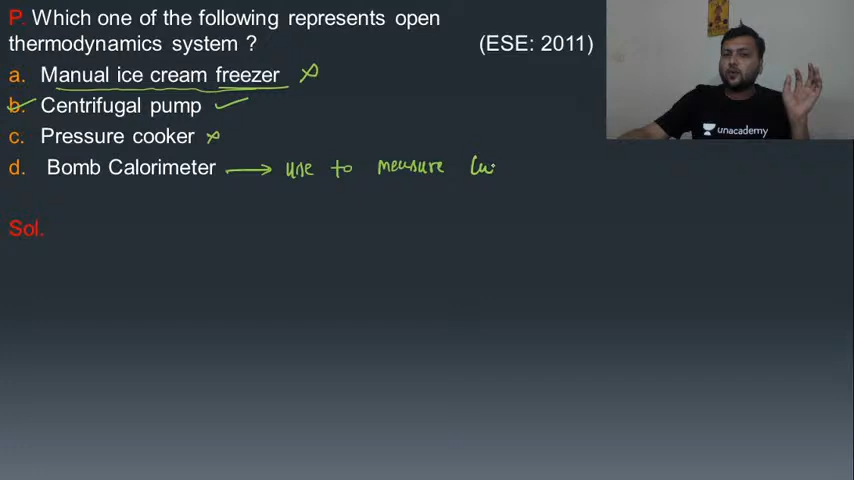 P. Which one of the following represents open
thermodynamics system ?
(ESE: 2011)
a. Manual ice cream freezer
b. Centrifugal pump
c. Pressure cooker
d. Bomb Calorimeter → use to measure
Sol.
unacademy